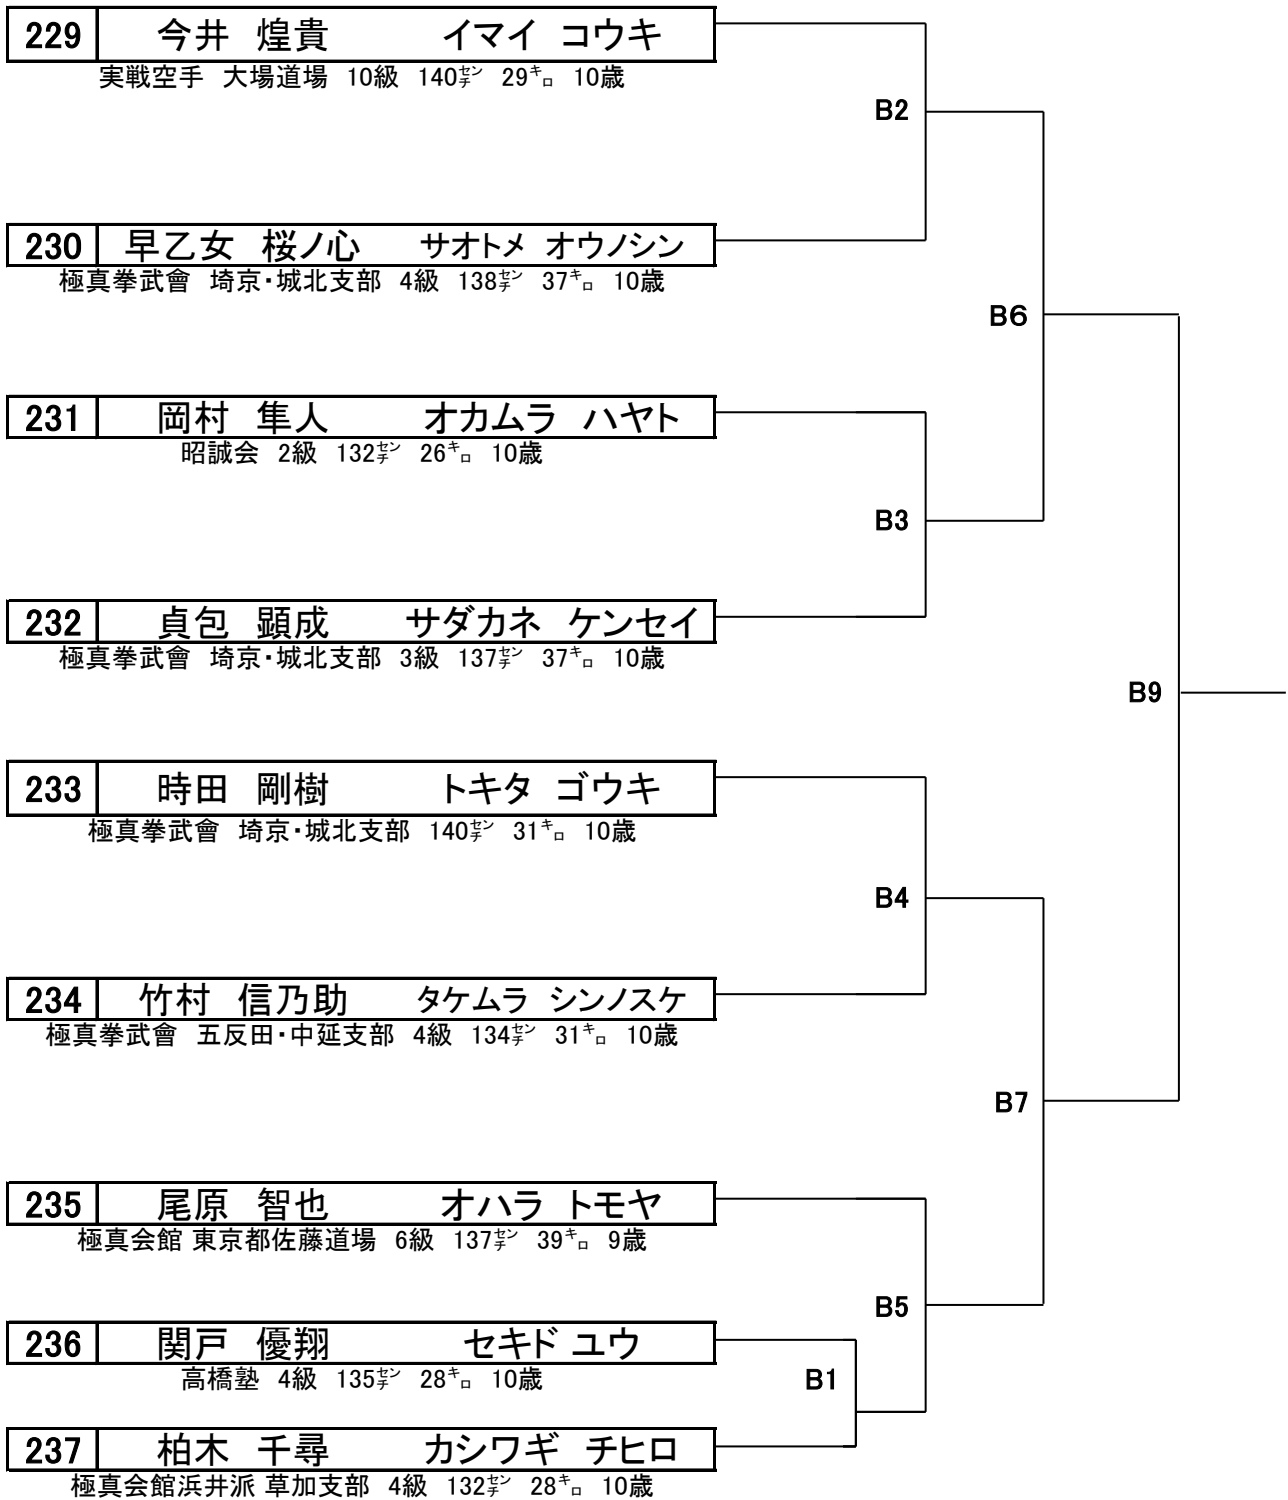 229 今井 煌貴 イマイ コウキ
実戦空手 大場道場 10級 140㌢ 29㌔ 10歳
B2
230 早乙女 桜ノ心 サオトメ オウノシン
極真拳武會 埼京・城北支部 4級 138㌢ 37㌔ 10歳
B6
231 岡村 隼人 オカムラ ハヤト
昭誠会 2級 132㌢ 26㌔ 10歳
B3
232 貞包 顕成 サダカネ ケンセイ
極真拳武會 埼京・城北支部 3級 137㌢ 37㌔ 10歳
B9
233 時田 剛樹 トキタ ゴウキ
極真拳武會 埼京・城北支部 140㌢ 31㌔ 10歳
B4
234 竹村 信乃助 タケムラ シンノスケ
極真拳武會 五反田・中延支部 4級 134㌢ 31㌔ 10歳
B7
235 尾原 智也 オハラ トモヤ
極真会館 東京都佐藤道場 6級 137㌢ 39㌔ 9歳
B5
236 関戸 優翔 セキド ユウ
高橋塾 4級 135㌢ 28㌔ 10歳
B1
237 柏木 千尋 カシワギ チヒロ
極真会館浜井派 草加支部 4級 132㌢ 28㌔ 10歳